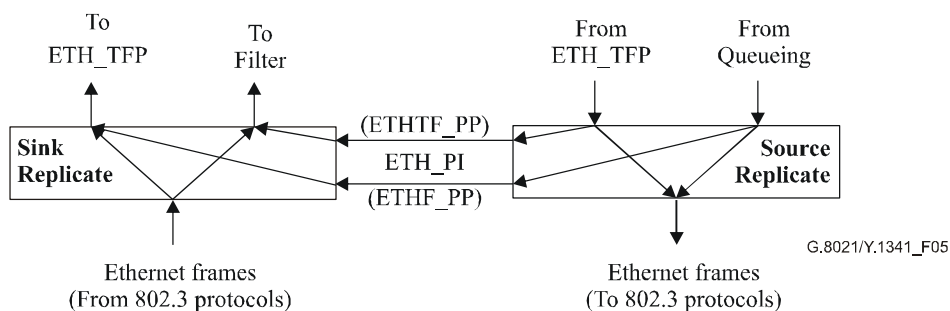 To
ETH_TFP
To
Filter
From
ETH_TFP
From
Queueing
(ETHTF_PP)
Sink
Replicate
ETH_PI
Source
Replicate
(ETHF_PP)
G.8021/Y.1341_F05
Ethernet frames
(From 802.3 protocols)
Ethernet frames
(To 802.3 protocols)